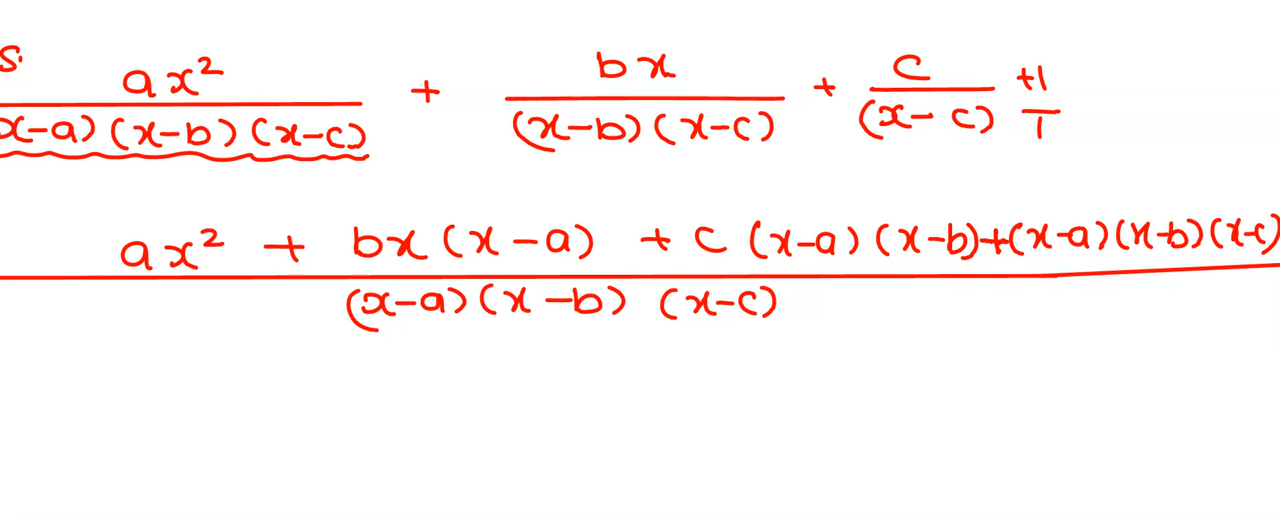 s.
ax² / (x-a)(x-b)(x-c) + bx / (x-b)(x-c) + c / (x-c) +1 / 1
ax² + bx(x-a) + c(x-a)(x-b)+(x-a)(x-b)(x-c)
(x-a)(x-b)(x-c)